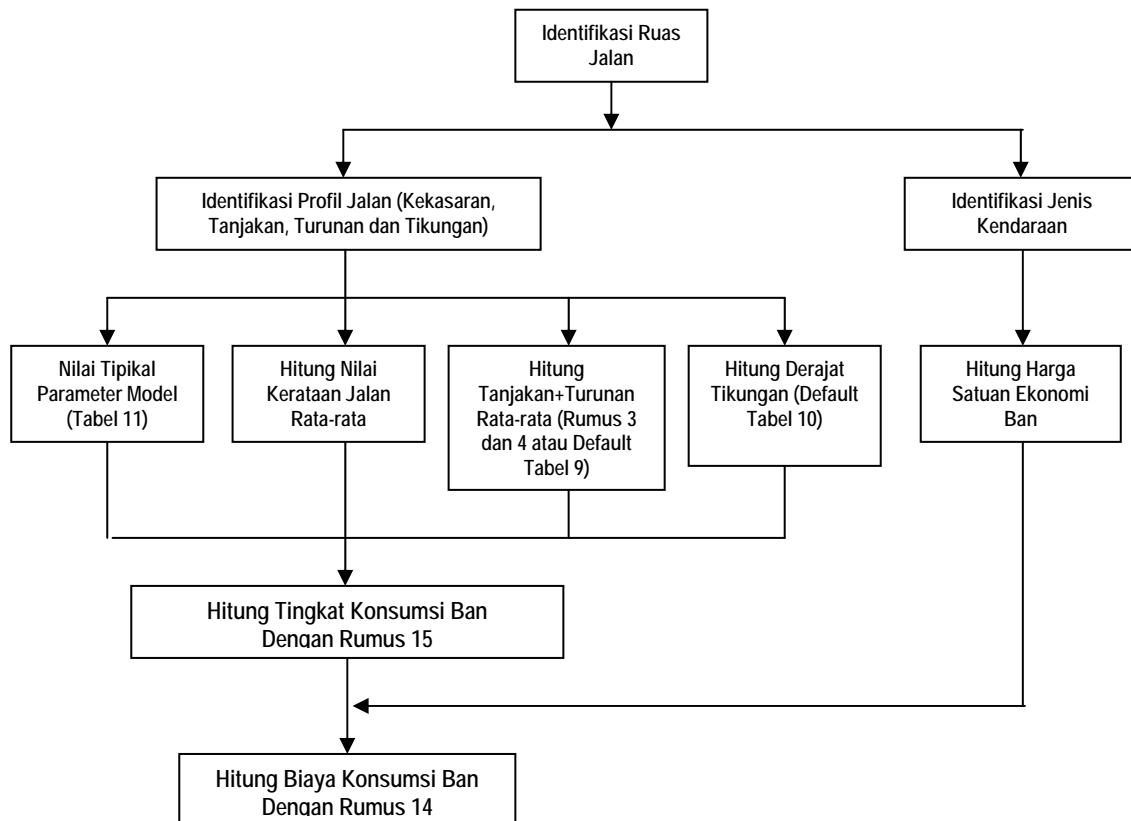 Identifikasi Ruas
Jalan
Identifikasi Profil Jalan (Kekasaran,
Tanjakan, Turunan dan Tikungan)
Identifikasi Jenis
Kendaraan
Nilai Tipikal
Parameter Model
(Tabel 11)
Hitung Nilai
Kerataan Jalan
Rata-rata
Hitung
Tanjakan+Turunan
Rata-rata (Rumus 3
dan 4 atau Default
Tabel 9)
Hitung Derajat
Tikungan (Default
Tabel 10)
Hitung Harga
Satuan Ekonomi
Ban
Hitung Tingkat Konsumsi Ban
Dengan Rumus 15
Hitung Biaya Konsumsi Ban
Dengan Rumus 14